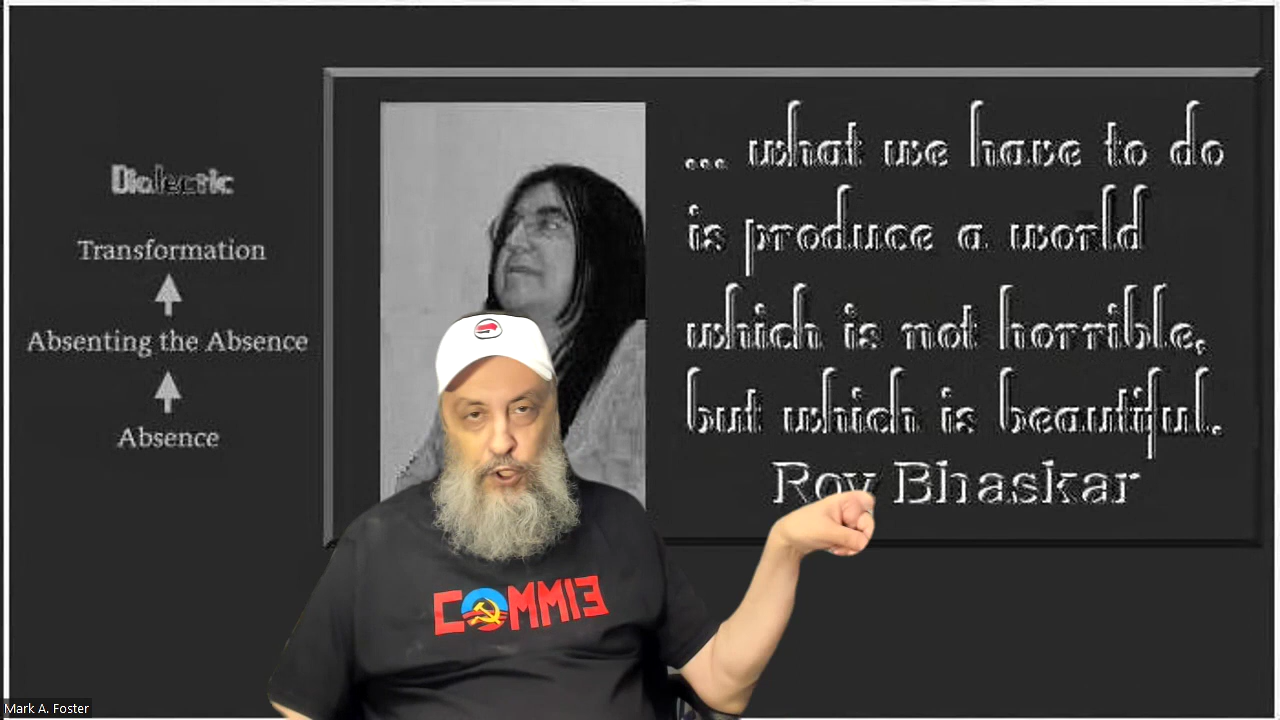 Dialectic
Transformation
Absenting the Absence
Absence
... what we have to do
is produce a world
which is not horrible,
but which is beautiful.
Roy Bhaskar
COMMIE
Mark A. Foster